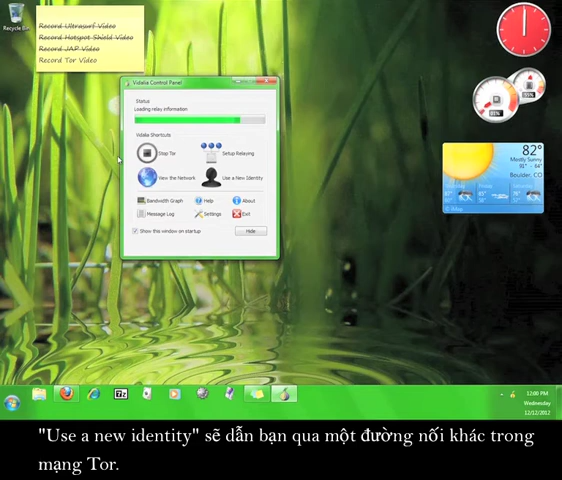 Recycle Bin
Record Ultrasurf Video
Record Hotspot Shield Video
Record JAP Video
Record Tor Video
Vidalia Control Panel
Status
Loading relay information
Vidalia Shortcuts
Stop Tor
Setup Relaying
View the Network
Use a New Identity
Bandwidth Graph
Help
About
Message Log
Settings
Exit
Show this window on startup
Hide
82°
Mostly Sunny
Boulder, CO
12:00 PM
Wednesday
12/12/2012
"Use a new identity" sẽ dẫn bạn qua một đường nối khác trong
mạng Tor.